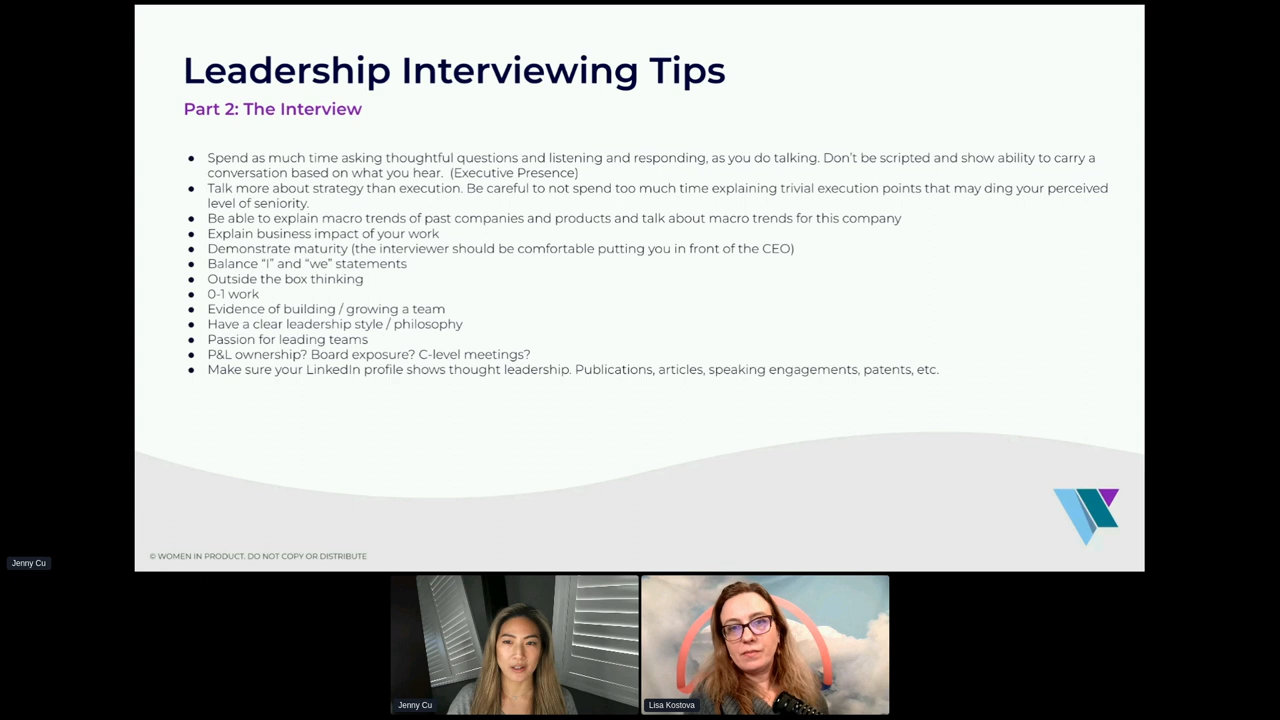 Leadership Interviewing Tips
Part 2: The Interview
● Spend as much time asking thoughtful questions and listening and responding, as you do talking. Don’t be scripted and show ability to carry a
conversation based on what you hear.  (Executive Presence)
● Talk more about strategy than execution. Be careful to not spend too much time explaining trivial execution points that may ding your perceived
level of seniority.
● Be able to explain macro trends of past companies and products and talk about macro trends for this company
● Explain business impact of your work
● Demonstrate maturity (the interviewer should be comfortable putting you in front of the CEO)
● Balance “I” and “we” statements
● Outside the box thinking
● 0-1 work
● Evidence of building / growing a team
● Have a clear leadership style / philosophy
● Passion for leading teams
● P&L ownership? Board exposure? C-level meetings?
● Make sure your LinkedIn profile shows thought leadership. Publications, articles, speaking engagements, patents, etc.
© WOMEN IN PRODUCT. DO NOT COPY OR DISTRIBUTE
Jenny Cu
Jenny Cu
Lisa Kostova